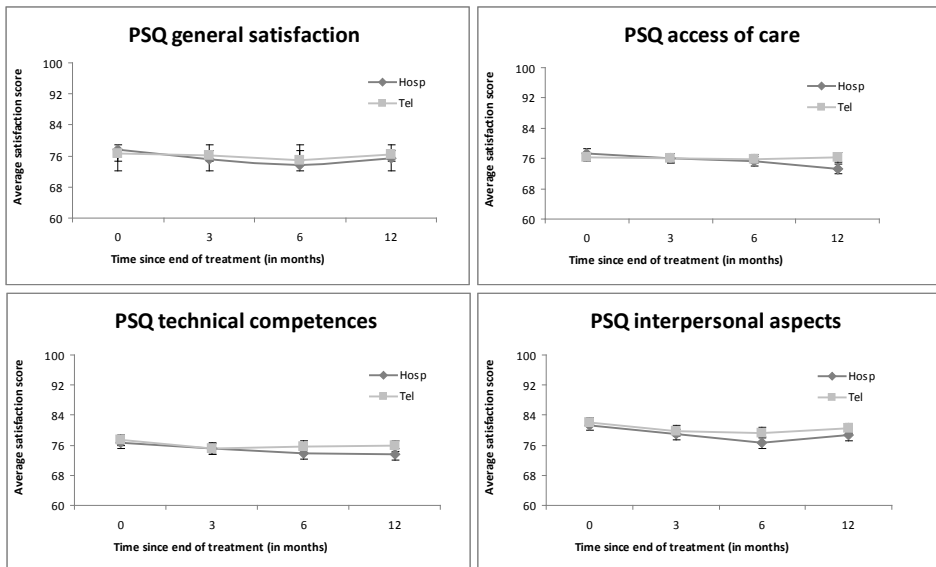 PSQ general satisfaction
Average satisfaction score
100
92
84
76
68
60
Hosp
Tel
0 3 6 12
Time since end of treatment (in months)
PSQ access of care
Average satisfaction score
100
92
84
76
68
60
Hosp
Tel
0 3 6 12
Time since end of treatment (in months)
PSQ technical competences
Average satisfaction score
100
92
84
76
68
60
Hosp
Tel
0 3 6 12
Time since end of treatment (in months)
PSQ interpersonal aspects
Average satisfaction score
100
92
84
76
68
60
Hosp
Tel
0 3 6 12
Time since end of treatment (in months)